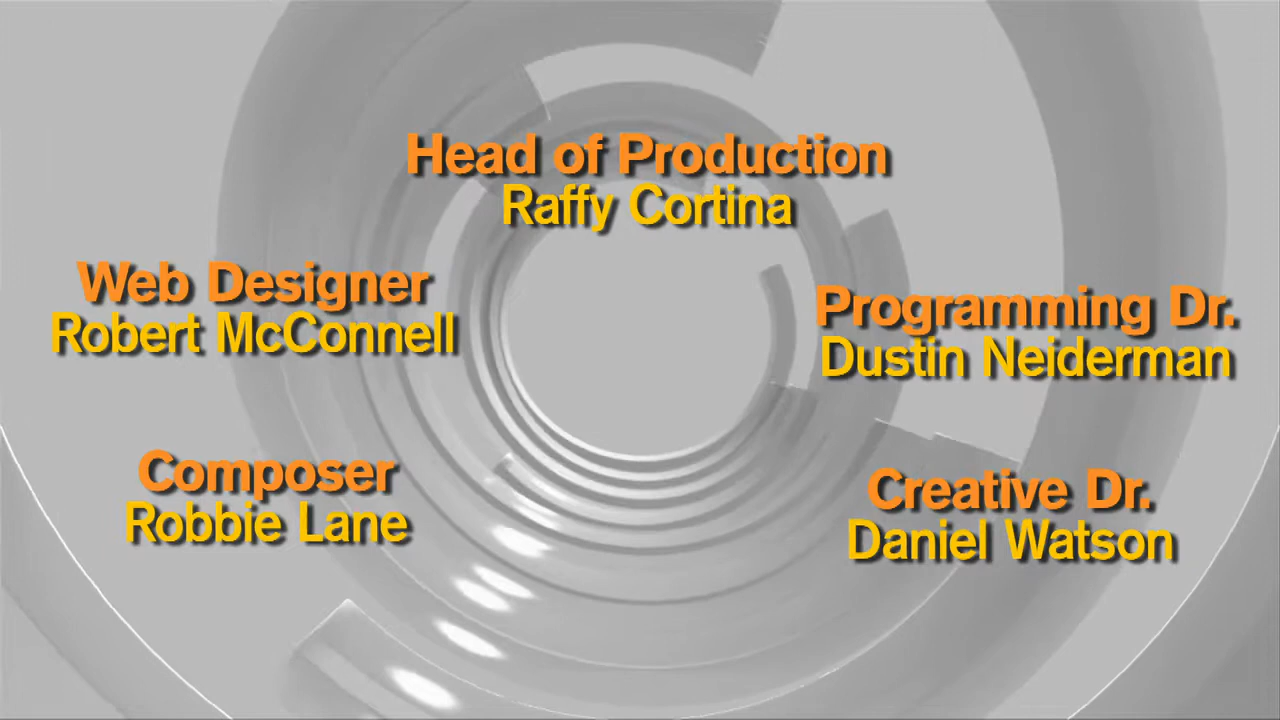 Head of Production
Raffy Cortina
Web Designer
Robert McConnell
Programming Dr.
Dustin Neiderman
Composer
Robbie Lane
Creative Dr.
Daniel Watson